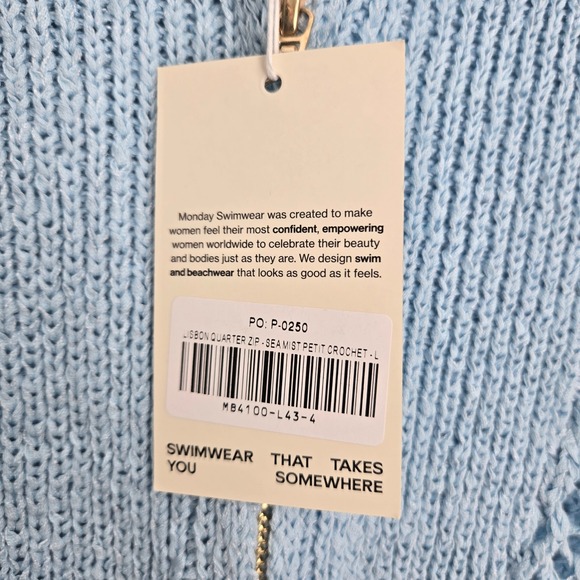 Monday Swimwear was created to make
women feel their most confident, empowering
women worldwide to celebrate their beauty
and bodies just as they are. We design swim
and beachwear that looks as good as it feels.
PO: P-0250
LISBON QUARTER ZIP - SEA MIST PETIT CROCHET - L
MB4100-L43-4
SWIMWEAR THAT TAKES
YOU SOMEWHERE